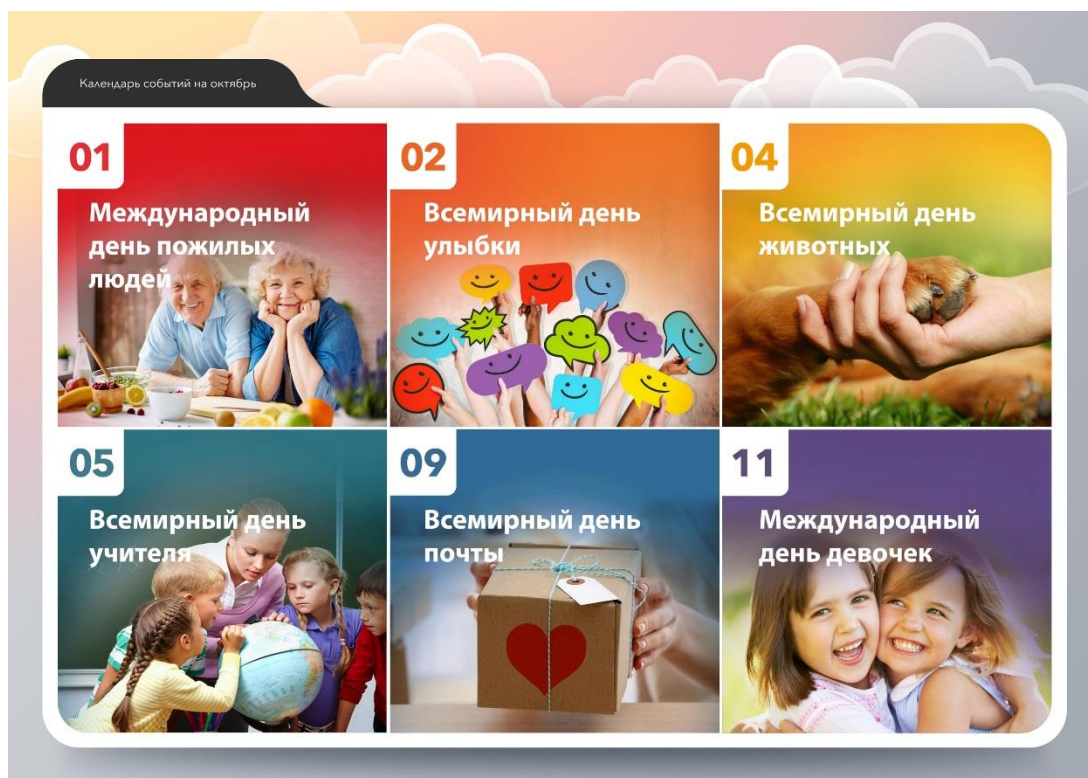 Календарь событий на октябрь
01
Международный
день пожилых
людей
02
Всемирный день
улыбки
04
Всемирный день
животных
05
Всемирный день
учителя
09
Всемирный день
почты
11
Международный
день девочек